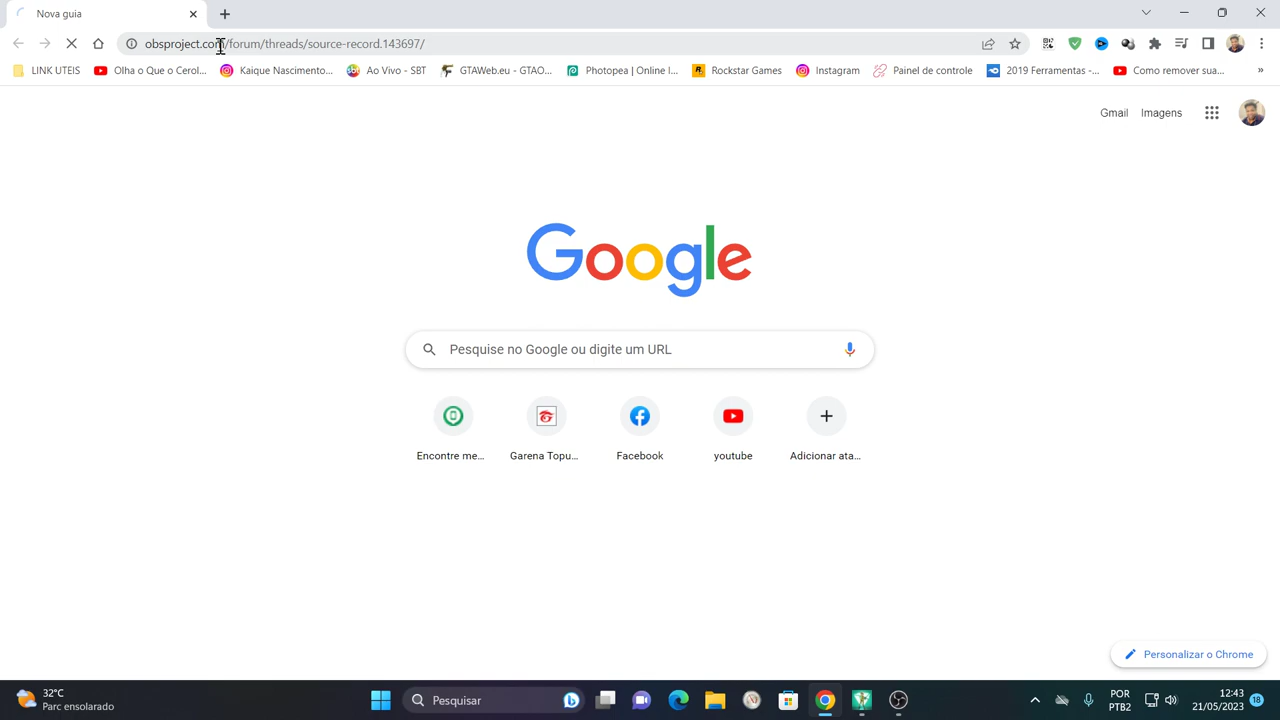 Nova guia
obsproject.com/forum/threads/source-record.143697/
LINK UTEIS
Olha o Que o Cerol...
Kaique Nascimento...
Ao Vivo - SBT
GTAWeb.eu - GTAO...
Photopea | Online I...
Rockstar Games
Instagram
Painel de controle
2019 Ferramentas -...
Como remover sua...
»
Gmail
Imagens
Google
Pesquise no Google ou digite um URL
Encontre me...
Garena Topu...
Facebook
youtube
Adicionar ata...
Personalizar o Chrome
32°C
Parc ensolarado
Pesquisar
POR
PTB2
12:43
21/05/2023
18